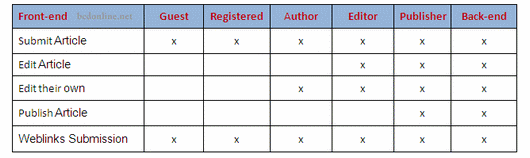 Front-end bcdonline.net Guest Registered Author Editor Publisher Back-end
Submit Article x x x x x x
Edit Article x x x
Edit their own x x x x
Publish Article x x
Weblinks Submission x x x x x x